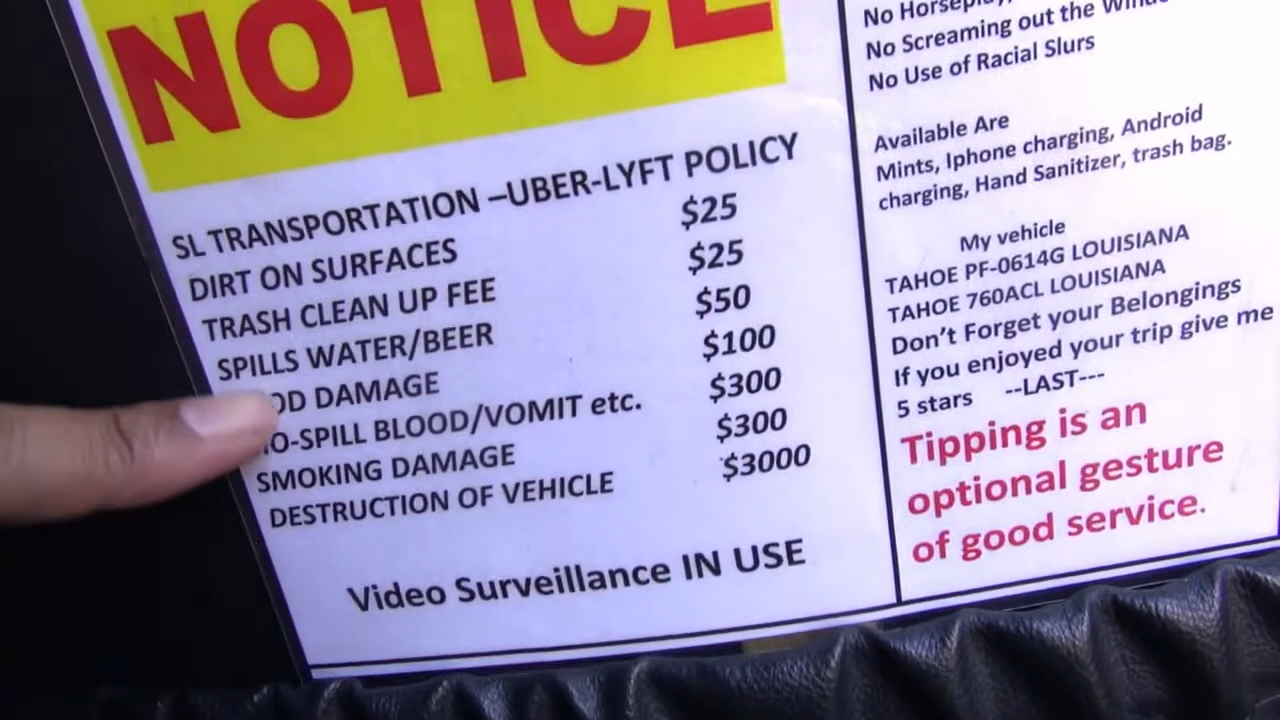 NOTICE
SL TRANSPORTATION –UBER-LYFT POLICY
DIRT ON SURFACES $25
TRASH CLEAN UP FEE $25
SPILLS WATER/BEER $50
DAMAGE $100
O-SPILL BLOOD/VOMIT etc. $300
SMOKING DAMAGE $300
DESTRUCTION OF VEHICLE $3000
Video Surveillance IN USE
No Horseplay,
No Screaming out the
No Use of Racial Slurs
Available Are
Mints, Iphone charging, Android
charging, Hand Sanitizer, trash bag.
My vehicle
TAHOE PF-0614G LOUISIANA
TAHOE 760ACL LOUISIANA
Don't Forget your Belongings
If you enjoyed your trip give me
5 stars --LAST---
Tipping is an
optional gesture
of good service.